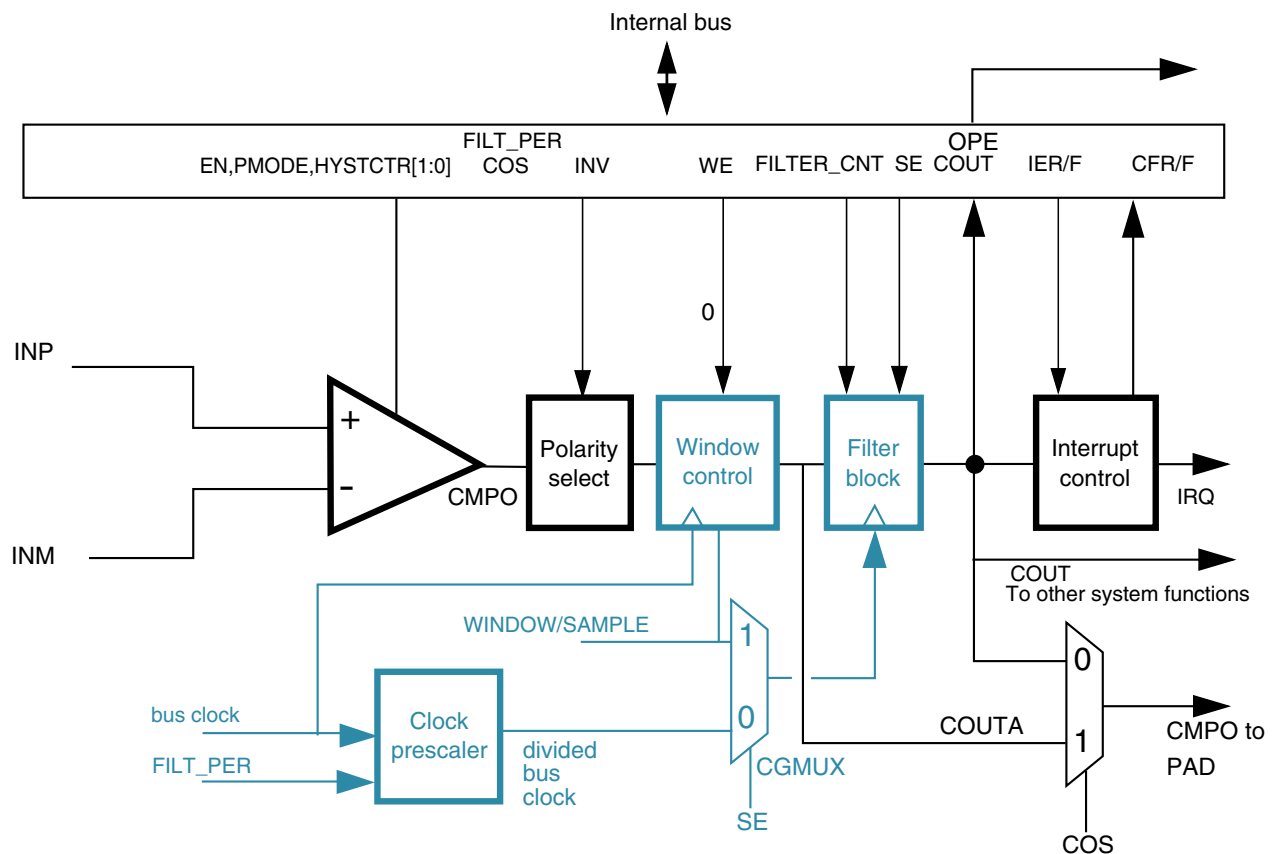 Internal bus
FILT_PER
OPE
EN,PMODE,HYSTCTR[1:0] COS INV WE FILTER_CNT SE COUT IER/F CFR/F
0
INP
+
-
INM
CMPO
Polarity
select
Window
control
Filter
block
Interrupt
control
IRQ
COUT
To other system functions
WINDOW/SAMPLE
1
0
CGMUX
SE
bus clock
FILT_PER
Clock
prescaler
divided
bus
clock
COUTA
0
1
CMPO to
PAD
COS